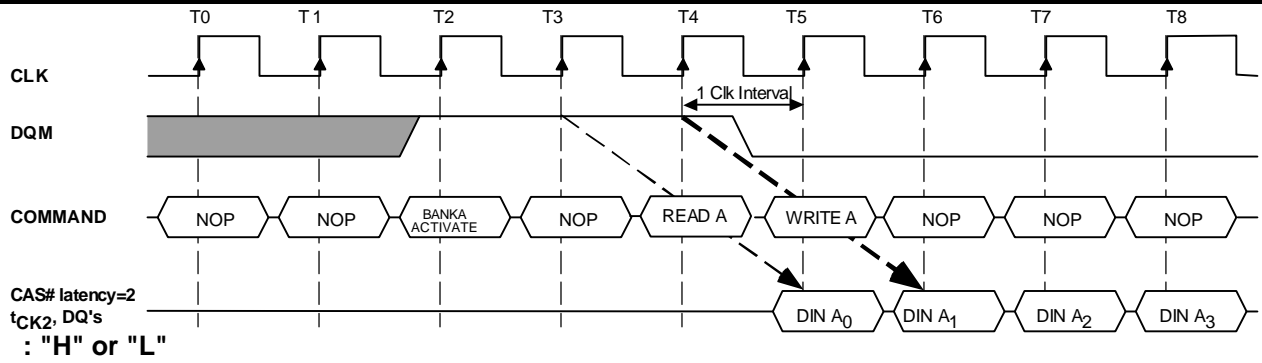 T0 T1 T2 T3 T4 T5 T6 T7 T8
CLK
1 Clk Interval
DQM
COMMAND NOP NOP BANKA ACTIVATE NOP READ A WRITE A NOP NOP NOP
CAS# latency=2
tCK2, DQ's DIN A0 DIN A1 DIN A2 DIN A3
: "H" or "L"